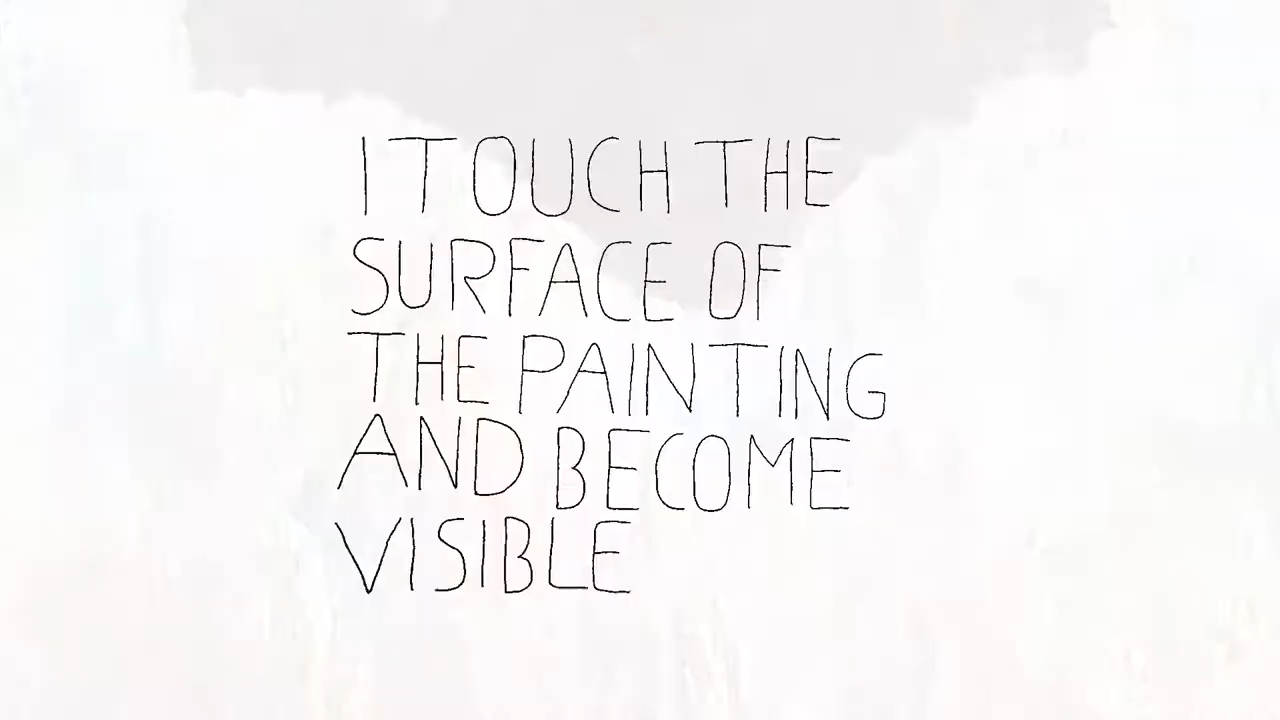 I TOUCH THE
SURFACE OF
THE PAINTING
AND BECOME
VISIBLE